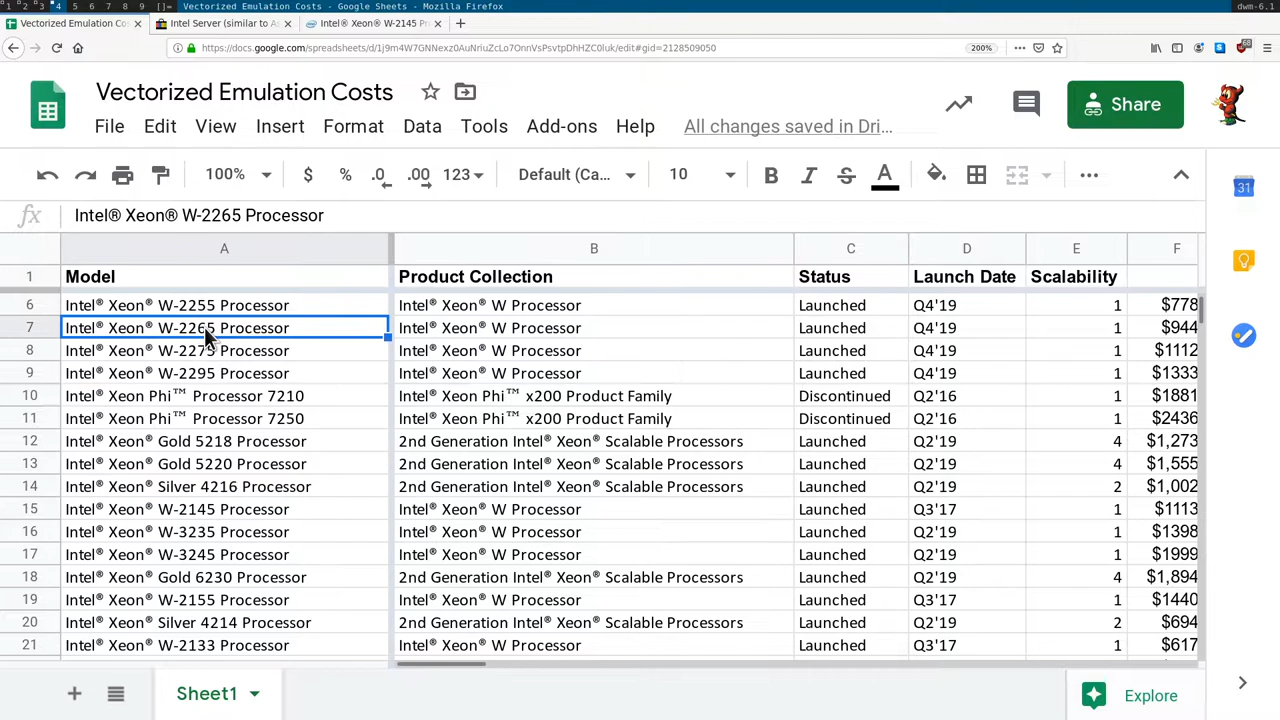 1 2 3 4 5 6 7 8 9 []= Vectorized Emulation Costs - Google Sheets - Mozilla Firefox dwm-6.1
Vectorized Emulation Costs × Intel Server (similar to As × Intel® Xeon® W-2145 Pr ×
https://docs.google.com/spreadsheets/d/1j9m4W7GNNexz0AuNriuZcLo7OnnVsPsvtpDhHZC0luk/edit#gid=2128509050 200%
Vectorized Emulation Costs
Share
File Edit View Insert Format Data Tools Add-ons Help All changes saved in Dri...
100% $ % .0 .00 123 Default (Ca... 10 B I S A
31
fx Intel® Xeon® W-2265 Processor
A B C D E F
1 Model Product Collection Status Launch Date Scalability
6 Intel® Xeon® W-2255 Processor Intel® Xeon® W Processor Launched Q4'19 1 $778
7 Intel® Xeon® W-2265 Processor Intel® Xeon® W Processor Launched Q4'19 1 $944
8 Intel® Xeon® W-2275 Processor Intel® Xeon® W Processor Launched Q4'19 1 $1112
9 Intel® Xeon® W-2295 Processor Intel® Xeon® W Processor Launched Q4'19 1 $1333
10 Intel® Xeon Phi™ Processor 7210 Intel® Xeon Phi™ x200 Product Family Discontinued Q2'16 1 $1881
11 Intel® Xeon Phi™ Processor 7250 Intel® Xeon Phi™ x200 Product Family Discontinued Q2'16 1 $2436
12 Intel® Xeon® Gold 5218 Processor 2nd Generation Intel® Xeon® Scalable Processors Launched Q2'19 4 $1,273
13 Intel® Xeon® Gold 5220 Processor 2nd Generation Intel® Xeon® Scalable Processors Launched Q2'19 4 $1,555
14 Intel® Xeon® Silver 4216 Processor 2nd Generation Intel® Xeon® Scalable Processors Launched Q2'19 2 $1,002
15 Intel® Xeon® W-2145 Processor Intel® Xeon® W Processor Launched Q3'17 1 $1113
16 Intel® Xeon® W-3235 Processor Intel® Xeon® W Processor Launched Q2'19 1 $1398
17 Intel® Xeon® W-3245 Processor Intel® Xeon® W Processor Launched Q2'19 1 $1999
18 Intel® Xeon® Gold 6230 Processor 2nd Generation Intel® Xeon® Scalable Processors Launched Q2'19 4 $1,894
19 Intel® Xeon® W-2155 Processor Intel® Xeon® W Processor Launched Q3'17 1 $1440
20 Intel® Xeon® Silver 4214 Processor 2nd Generation Intel® Xeon® Scalable Processors Launched Q2'19 2 $694
21 Intel® Xeon® W-2133 Processor Intel® Xeon® W Processor Launched Q3'17 1 $617
Sheet1 Explore